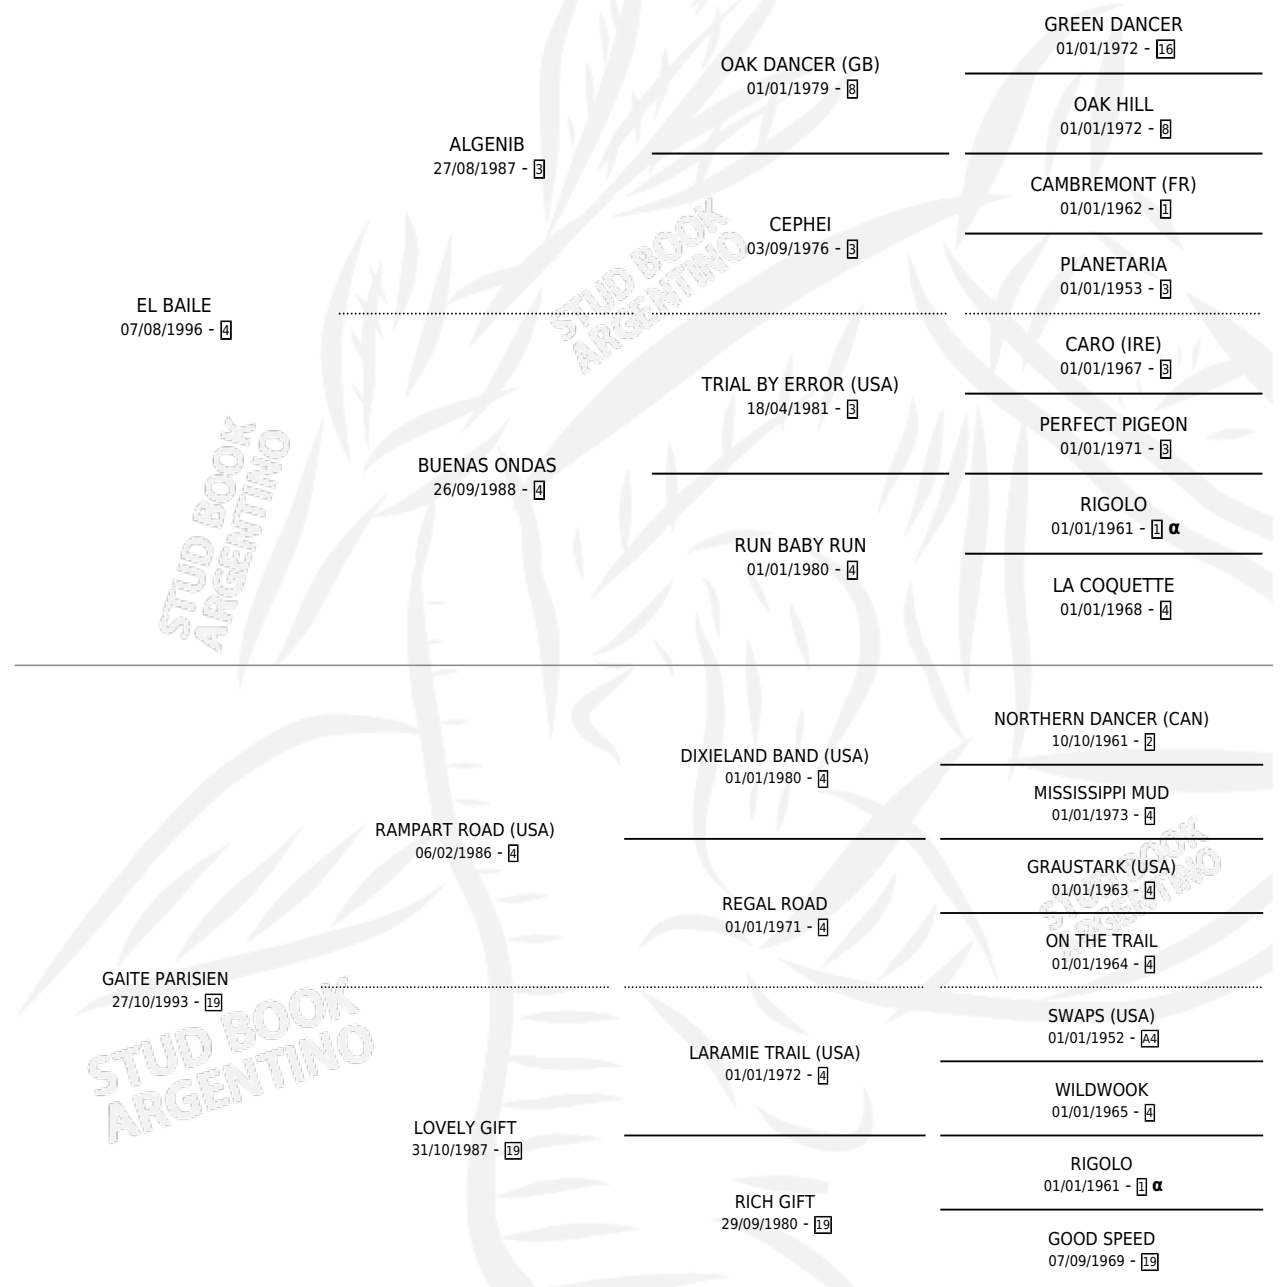 GREEN DANCER
01/01/1972 - 16
OAK DANCER (GB)
01/01/1979 - 8
OAK HILL
01/01/1972 - 8
ALGENIB
27/08/1987 - 3
CAMBREMONT (FR)
01/01/1962 - 1
CEPHEI
03/09/1976 - 3
PLANETARIA
01/01/1953 - 3
EL BAILE
07/08/1996 - 4
CARO (IRE)
01/01/1967 - 3
TRIAL BY ERROR (USA)
18/04/1981 - 3
PERFECT PIGEON
01/01/1971 - 3
BUENAS ONDAS
26/09/1988 - 4
RIGOLO
01/01/1961 - 1 α
RUN BABY RUN
01/01/1980 - 4
LA COQUETTE
01/01/1968 - 4
NORTHERN DANCER (CAN)
10/10/1961 - 2
DIXIELAND BAND (USA)
01/01/1980 - 4
MISSISSIPPI MUD
01/01/1973 - 4
RAMPART ROAD (USA)
06/02/1986 - 4
GRAUSTARK (USA)
01/01/1963 - 4
REGAL ROAD
01/01/1971 - 4
ON THE TRAIL
01/01/1964 - 4
GAITE PARISIEN
27/10/1993 - 19
SWAPS (USA)
01/01/1952 - A4
LARAMIE TRAIL (USA)
01/01/1972 - 4
WILDWOOK
01/01/1965 - 4
LOVELY GIFT
31/10/1987 - 19
RIGOLO
01/01/1961 - 1 α
RICH GIFT
29/09/1980 - 19
GOOD SPEED
07/09/1969 - 19
STUD BOOK
ARGENTINO
STUD BOOK
ARGENTINO
STUD BOOK
ARGENTINO
STUD BOOK
ARGENTINO